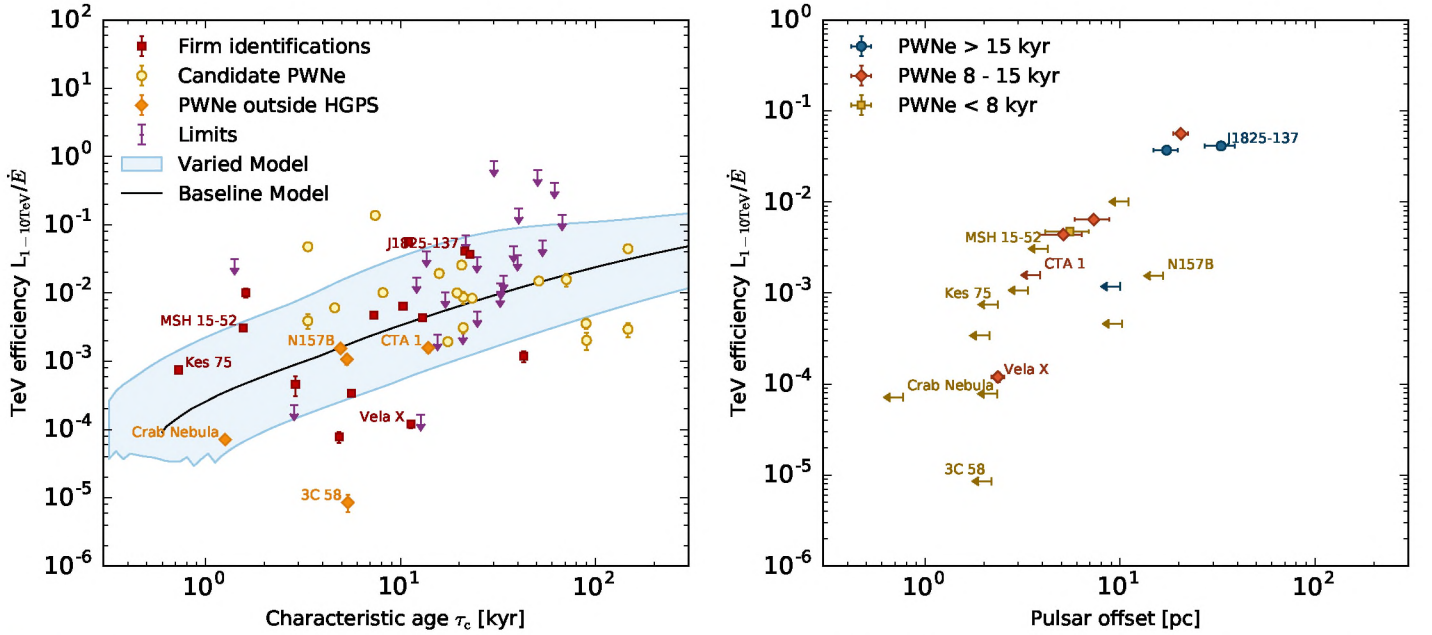 10^2
10^1
10^0
10^-1
10^-2
10^-3
10^-4
10^-5
10^-6
TeV efficiency L_{1−10TeV}/Ė
Firm identifications
Candidate PWNe
PWNe outside HGPS
Limits
Varied Model
Baseline Model
J1825-137
MSH 15-52
N157B
CTA 1
Kes 75
Vela X
Crab Nebula
3C 58
10^0
10^1
10^2
Characteristic age τ_c [kyr]
10^0
10^-1
10^-2
10^-3
10^-4
10^-5
10^-6
TeV efficiency L_{1−10TeV}/Ė
PWNe > 15 kyr
PWNe 8 - 15 kyr
PWNe < 8 kyr
J1825-137
MSH 15-52
CTA 1
N157B
Kes 75
Vela X
Crab Nebula
3C 58
10^0
10^1
10^2
Pulsar offset [pc]